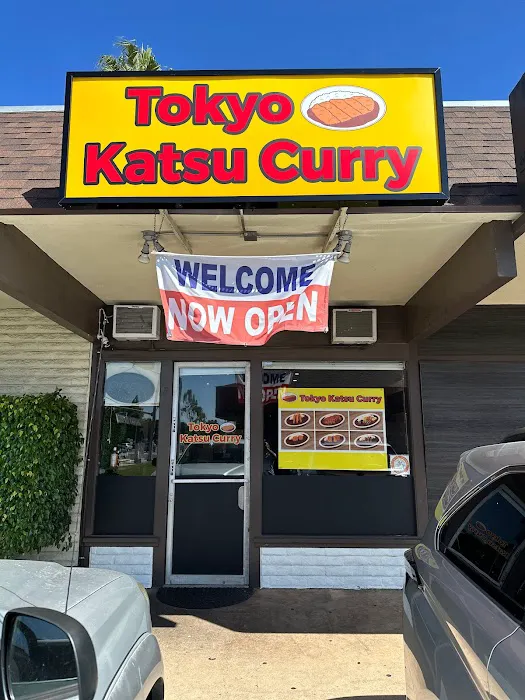 Tokyo
Katsu Curry
WELCOME
NOW OPEN
Tokyo
Katsu Curry
Tokyo Katsu Curry